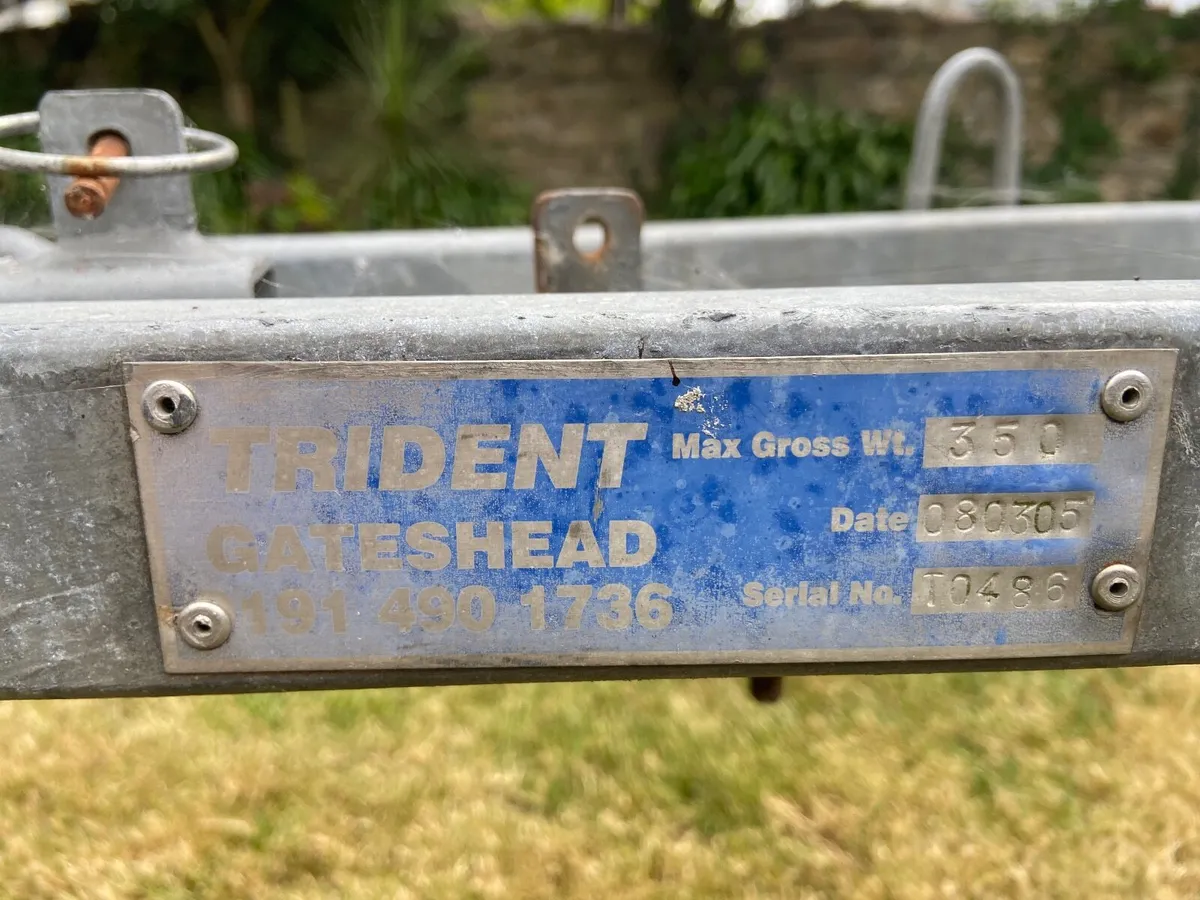 TRIDENT
GATESHEAD
191 490 1736
Max Gross Wt. 350
Date 080305
Serial No. T0486